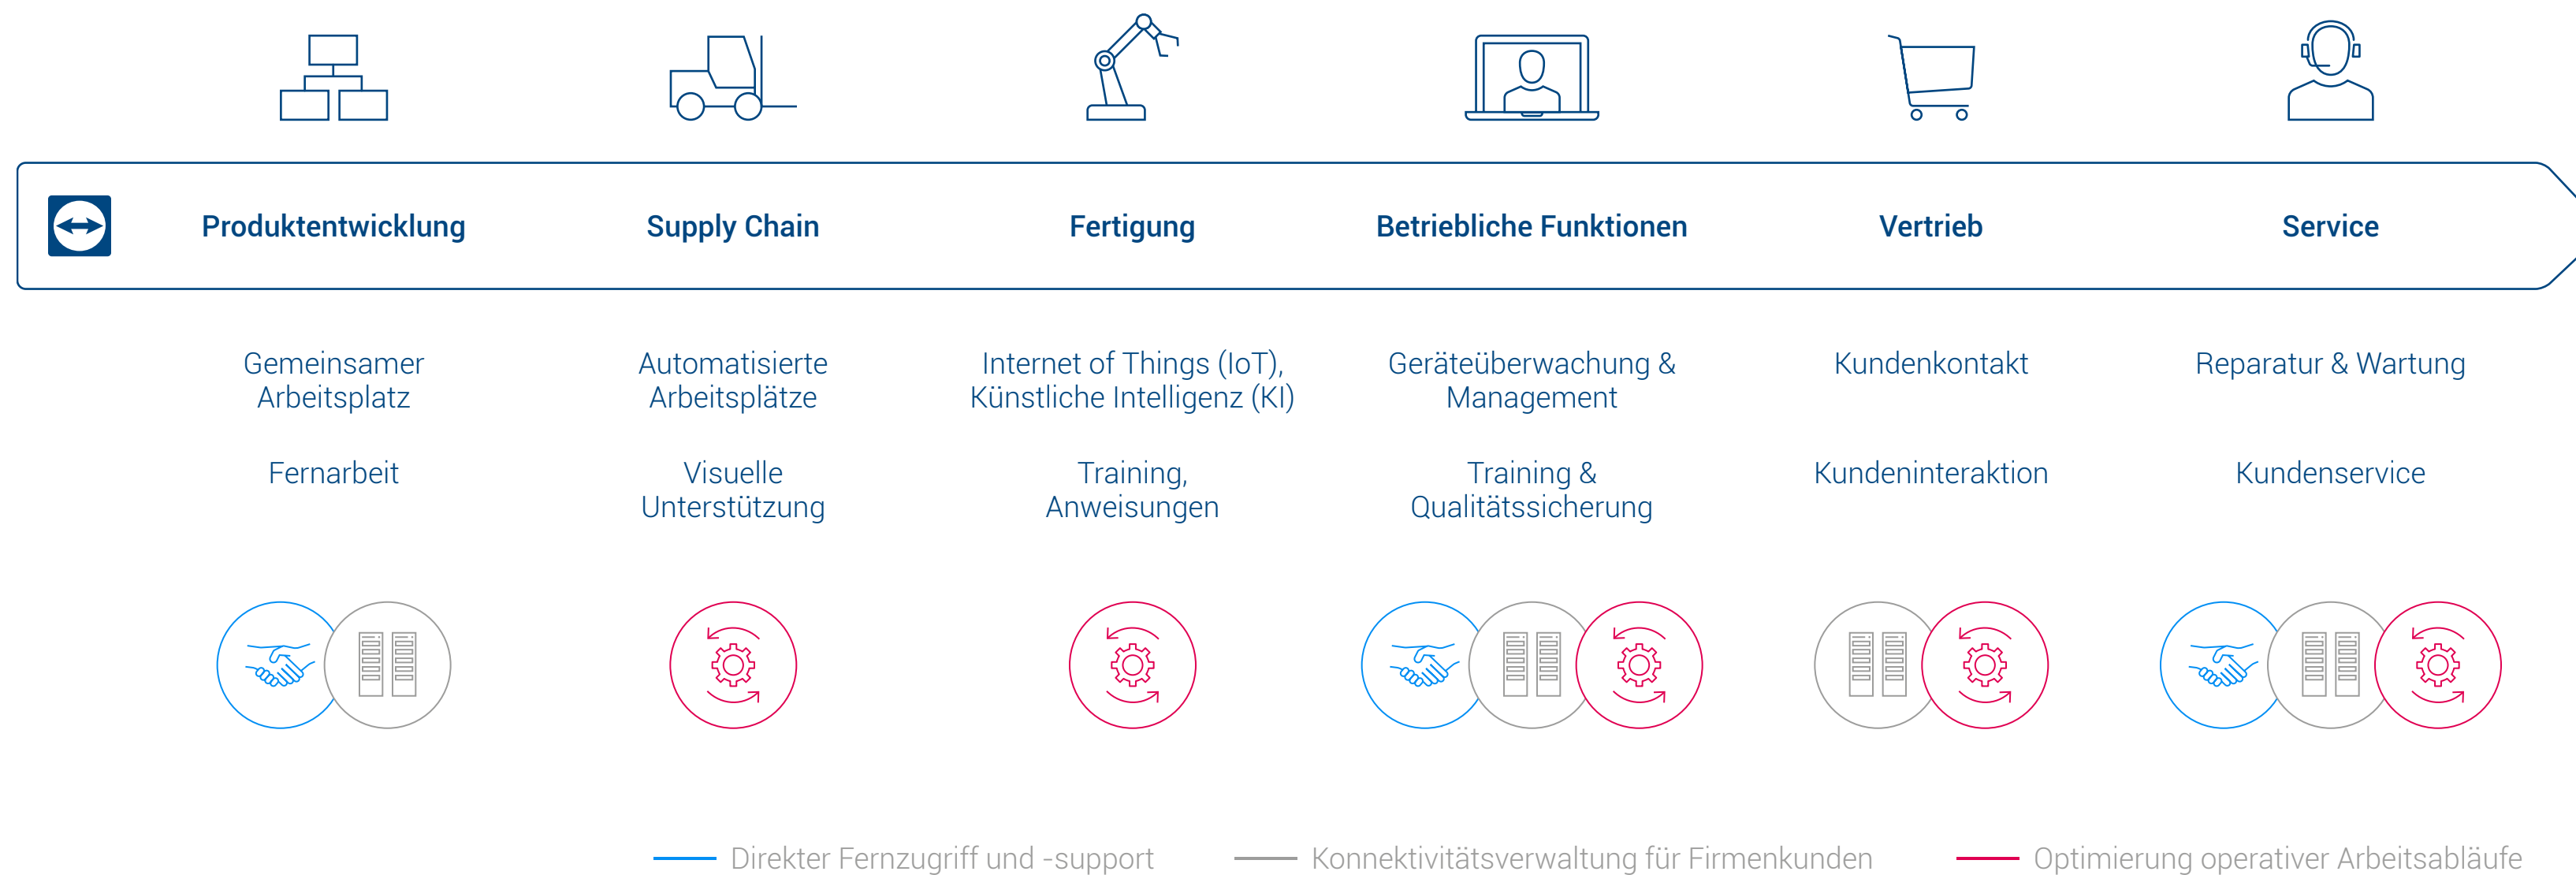 Produktentwicklung
Supply Chain
Fertigung
Betriebliche Funktionen
Vertrieb
Service
Gemeinsamer
Arbeitsplatz
Automatisierte
Arbeitsplätze
Internet of Things (IoT),
Künstliche Intelligenz (KI)
Geräteüberwachung &
Management
Kundenkontakt
Reparatur & Wartung
Fernarbeit
Visuelle
Unterstützung
Training,
Anweisungen
Training &
Qualitätssicherung
Kundeninteraktion
Kundenservice
Direkter Fernzugriff und -support
Konnektivitätsverwaltung für Firmenkunden
Optimierung operativer Arbeitsabläufe